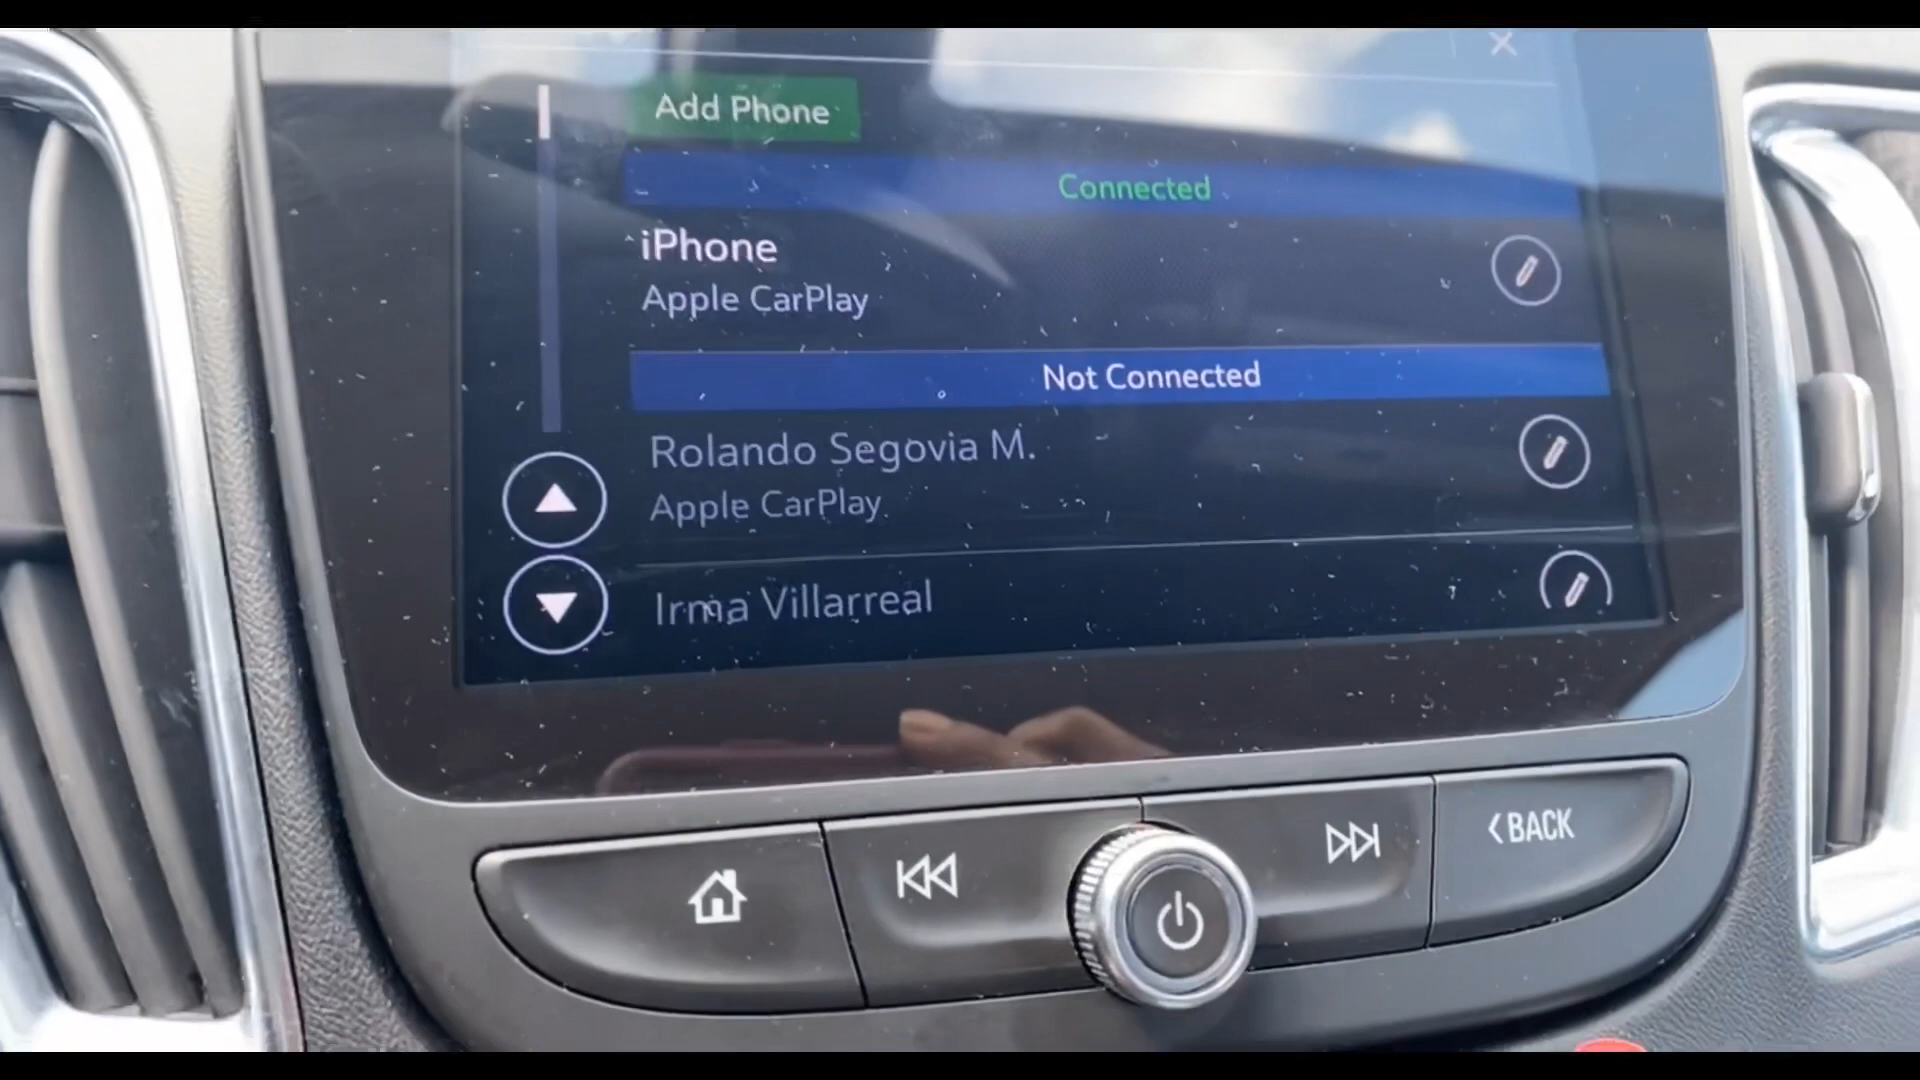 Add Phone
Connected
iPhone
Apple CarPlay
Not Connected
Rolando Segovia M.
Apple CarPlay
Irma Villarreal
BACK